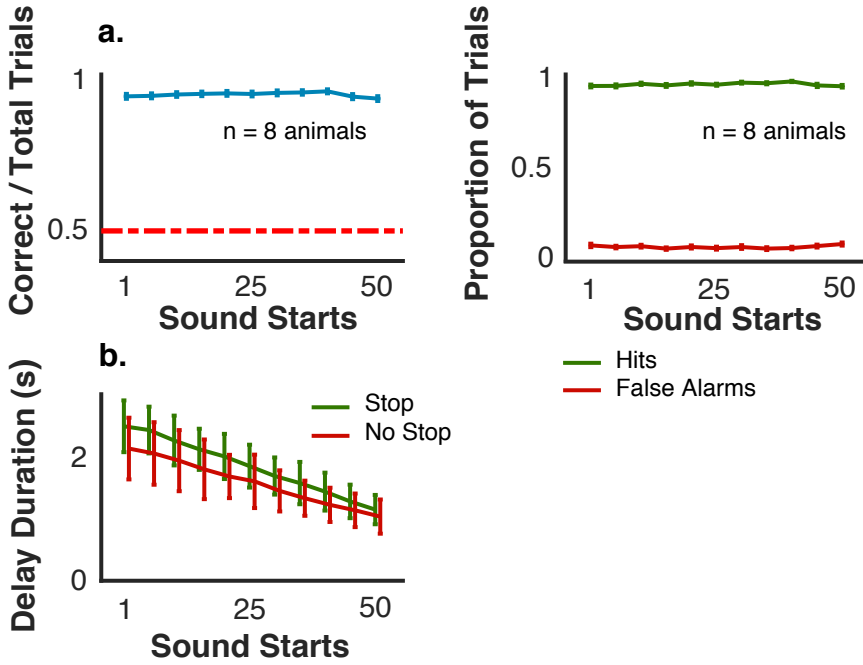 a.
Correct / Total Trials
1
0.5
n = 8 animals
1
25
50
Sound Starts
Proportion of Trials
1
0.5
0
n = 8 animals
1
25
50
Sound Starts
Hits
False Alarms
b.
Delay Duration (s)
2
0
Stop
No Stop
1
25
50
Sound Starts